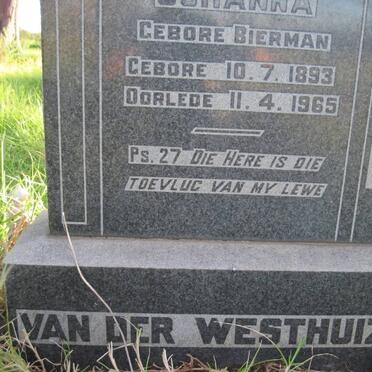 JOHANNA
GEBORE BIERMAN
GEBORE 10.7.1893
OORLEDE 11.4.1965
PS. 27 DIE HERE IS DIE
TOEVLUG VAN MY LEWE
VAN DER